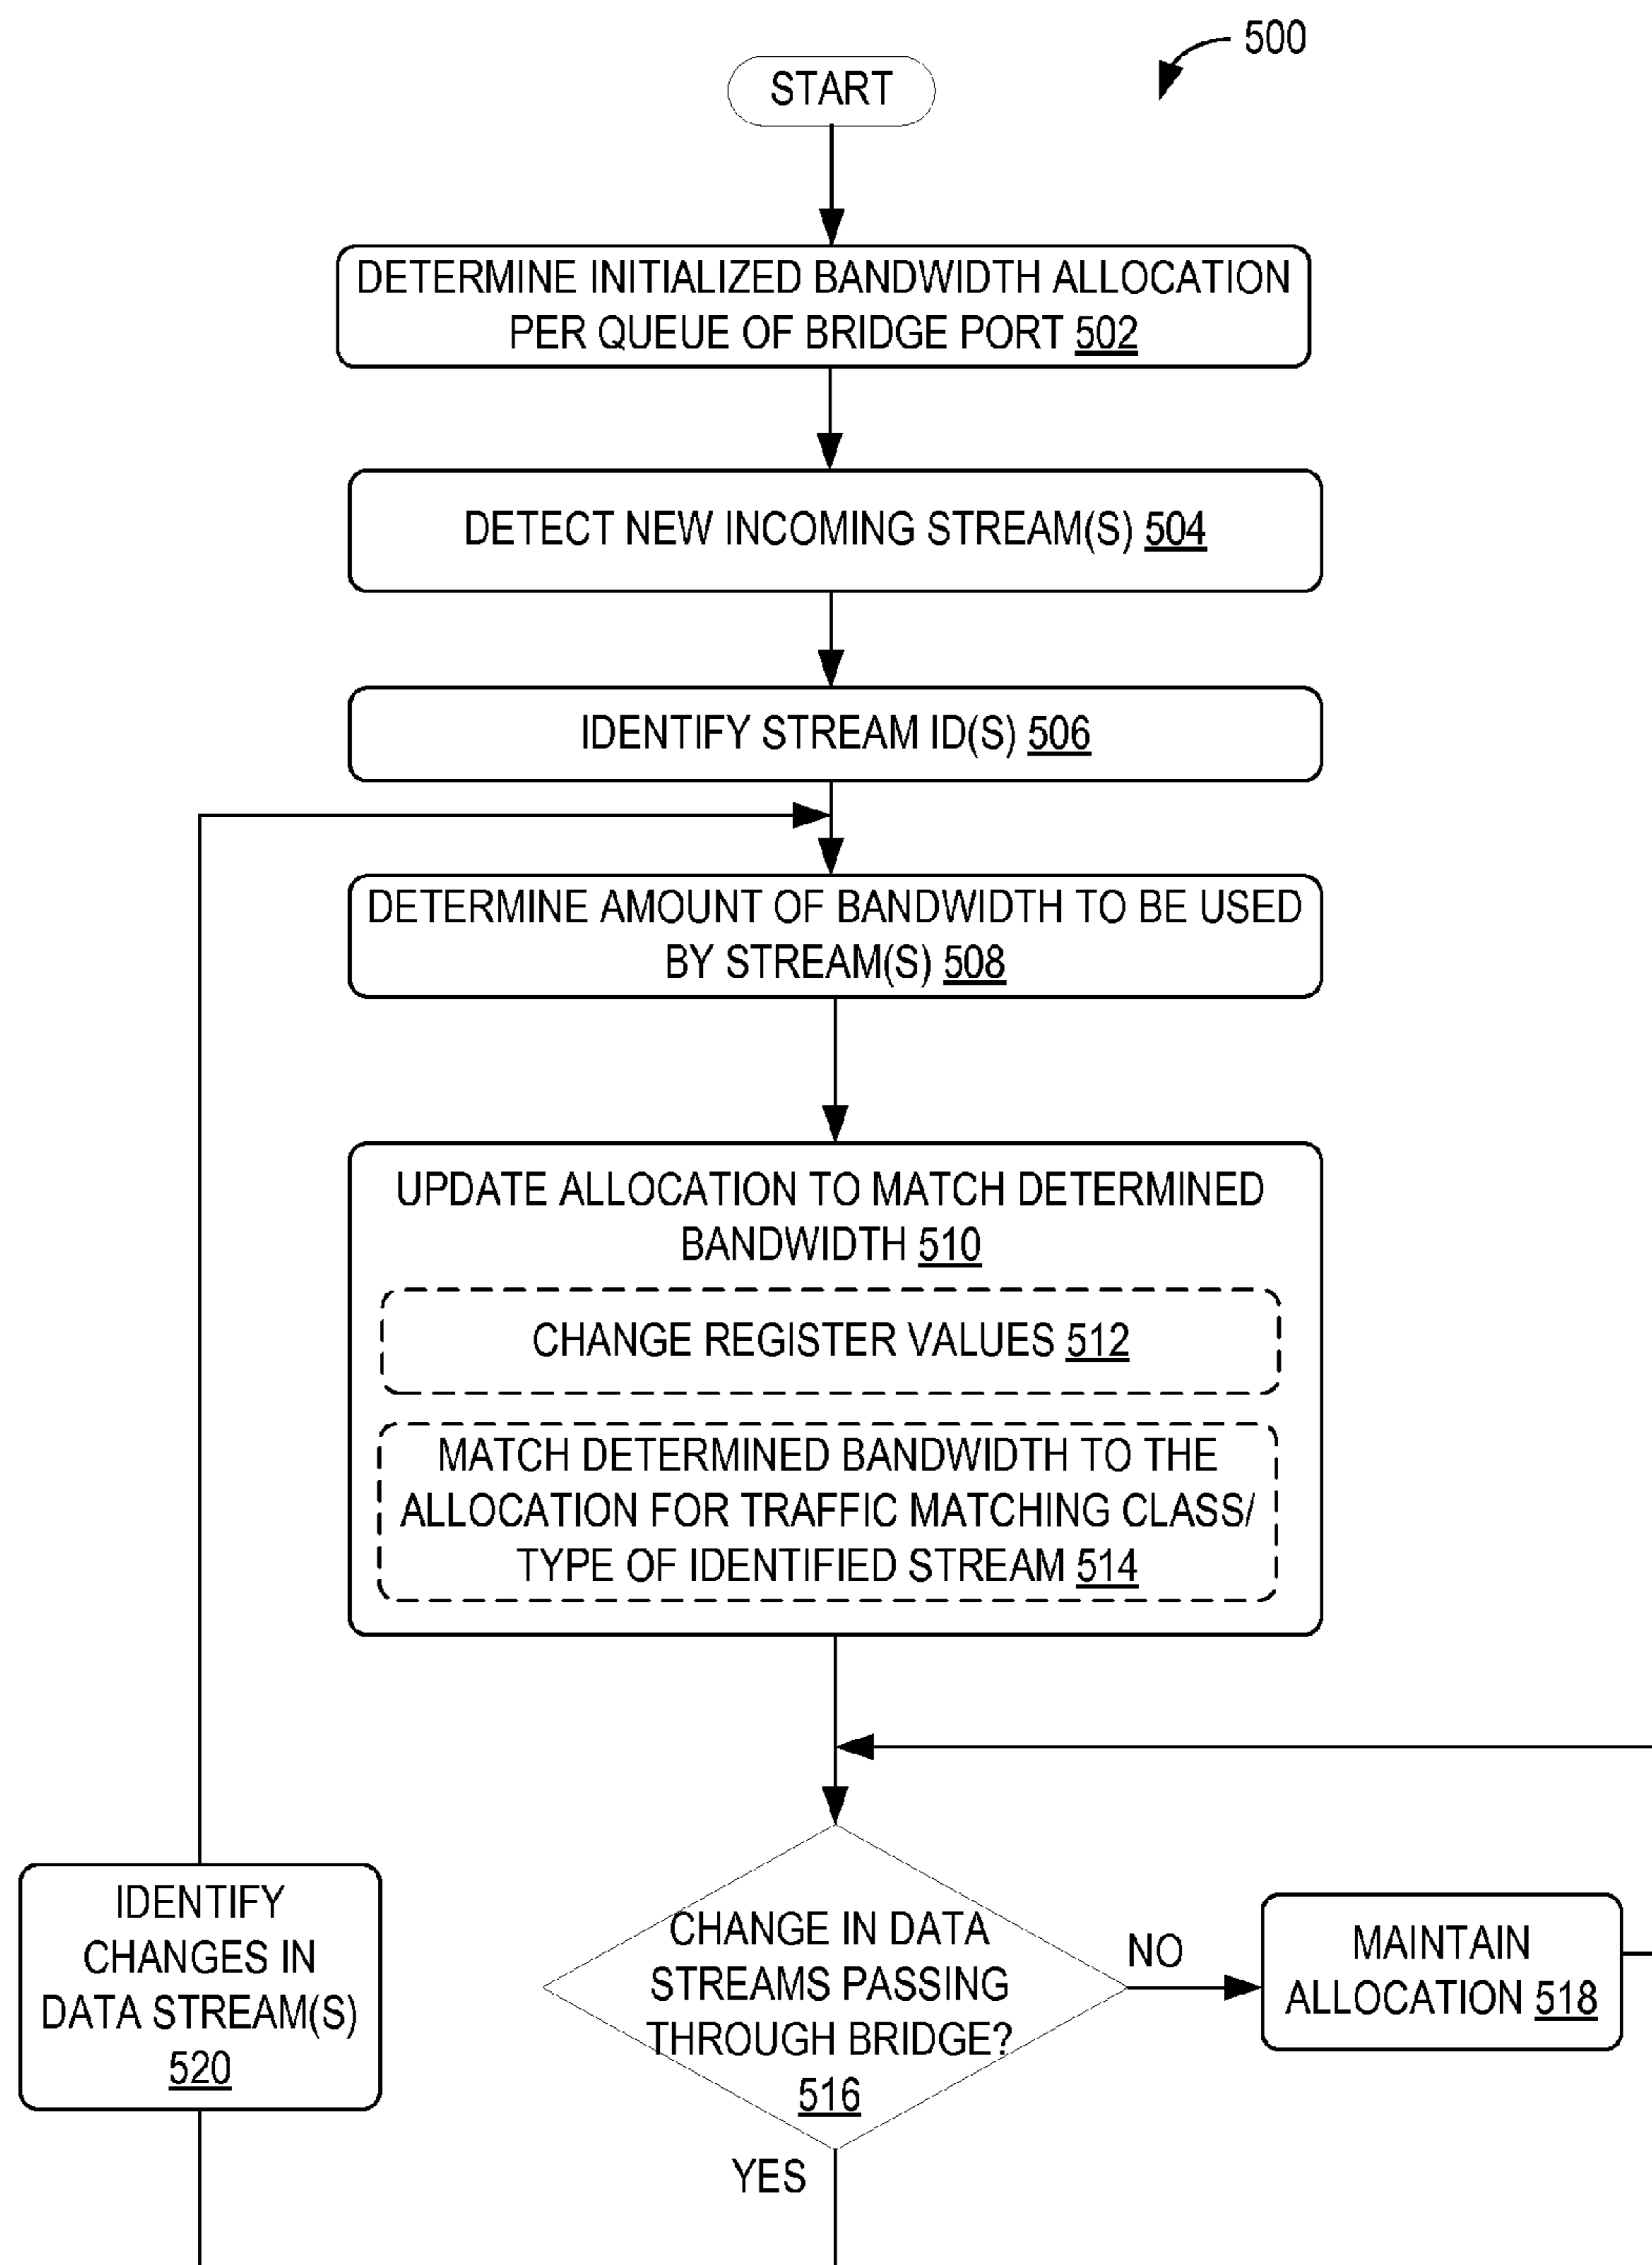 500
START
DETERMINE INITIALIZED BANDWIDTH ALLOCATION
PER QUEUE OF BRIDGE PORT 502
DETECT NEW INCOMING STREAM(S) 504
IDENTIFY STREAM ID(S) 506
DETERMINE AMOUNT OF BANDWIDTH TO BE USED
BY STREAM(S) 508
UPDATE ALLOCATION TO MATCH DETERMINED
BANDWIDTH 510
CHANGE REGISTER VALUES 512
MATCH DETERMINED BANDWIDTH TO THE
ALLOCATION FOR TRAFFIC MATCHING CLASS/
TYPE OF IDENTIFIED STREAM 514
IDENTIFY
CHANGES IN
DATA STREAM(S)
520
CHANGE IN DATA
STREAMS PASSING
THROUGH BRIDGE?
516
NO
MAINTAIN
ALLOCATION 518
YES